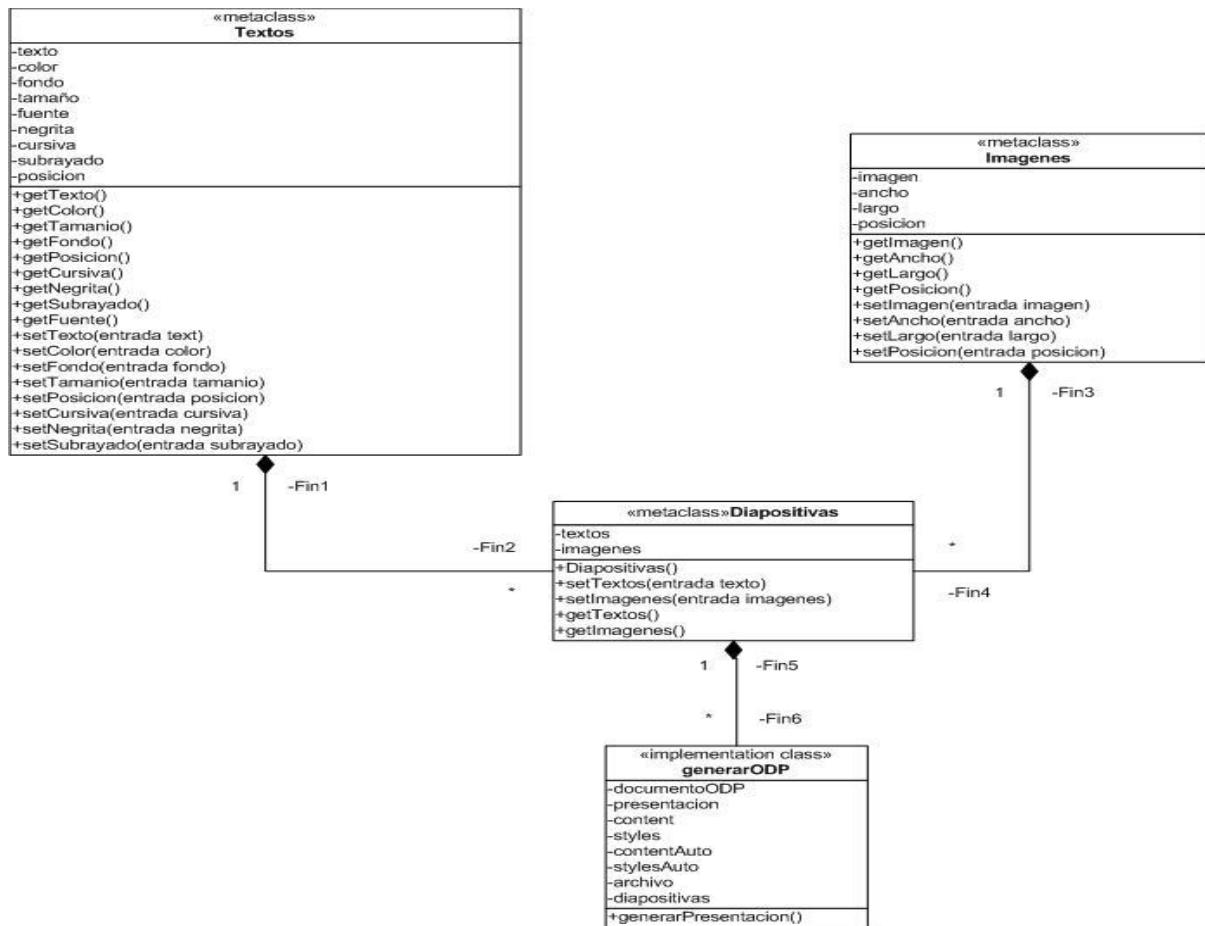 «metaclass»
Textos
-texto
-color
-fondo
-tamaño
-fuente
-negrita
-cursiva
-subrayado
-posicion
+getTexto()
+getColor()
+getTamanio()
+getFondo()
+getPosicion()
+getCursiva()
+getNegrita()
+getSubrayado()
+getFuente()
+setTexto(entrada text)
+setColor(entrada color)
+setFondo(entrada fondo)
+setTamanio(entrada tamanio)
+setPosicion(entrada posicion)
+setCursiva(entrada cursiva)
+setNegrita(entrada negrita)
+setSubrayado(entrada subrayado)
«metaclass»
Imagenes
-imagen
-ancho
-largo
-posicion
+getImagen()
+getAncho()
+getLargo()
+getPosicion()
+setImagen(entrada imagen)
+setAncho(entrada ancho)
+setLargo(entrada largo)
+setPosicion(entrada posicion)
1 -Fin1
1 -Fin3
-Fin2
*
*
-Fin4
«metaclass»Diapositivas
-textos
-imagenes
+Diapositivas()
+setTextos(entrada texto)
+setImagenes(entrada imagenes)
+getTextos()
+getImagenes()
1 -Fin5
* -Fin6
«implementation class»
generarODP
-documentoODP
-presentacion
-content
-styles
-contentAuto
-stylesAuto
-archivo
-diapositivas
+generarPresentacion()